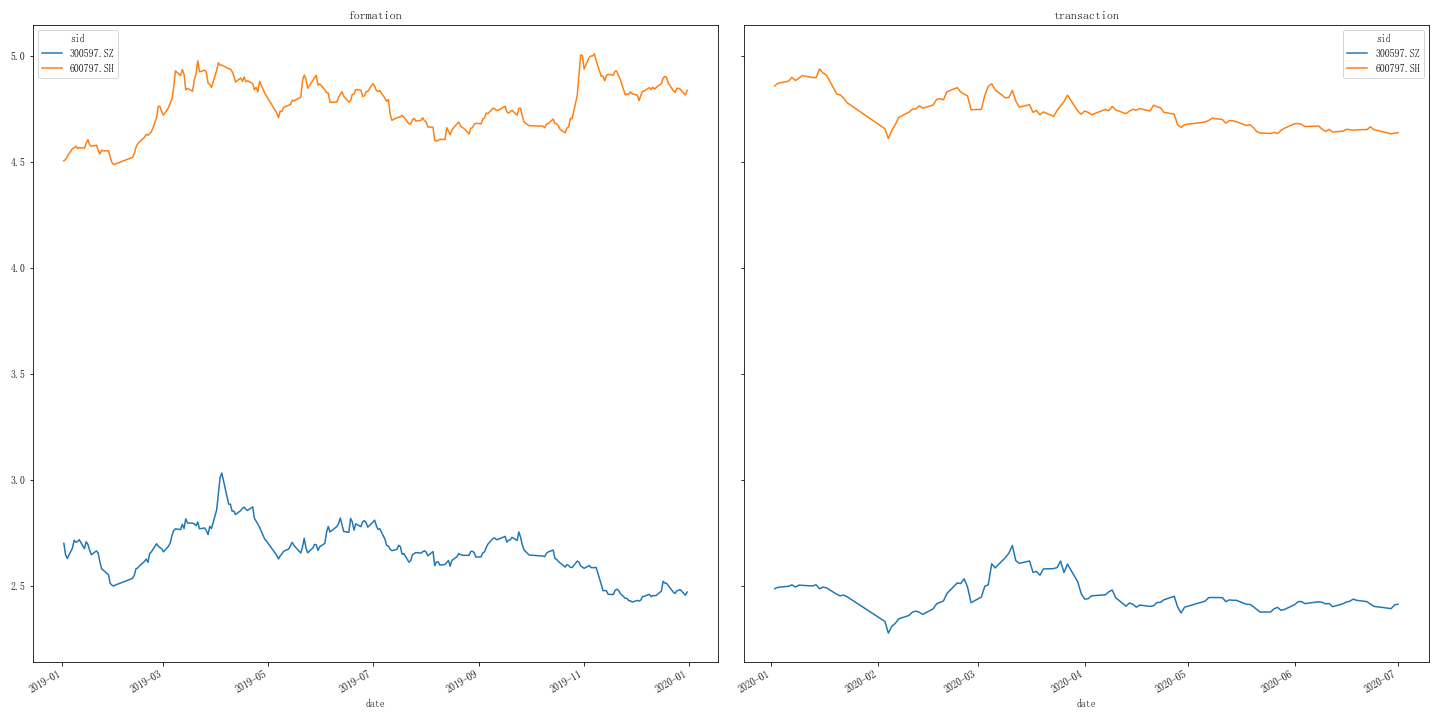 formation
sid
300597.SZ
600797.SH
5.0
4.5
4.0
3.5
3.0
2.5
2019-01
2019-03
2019-05
2019-07
2019-09
2019-11
2020-01
date
transaction
sid
300597.SZ
600797.SH
2020-01
2020-02
2020-03
2020-04
2020-05
2020-06
2020-07
date